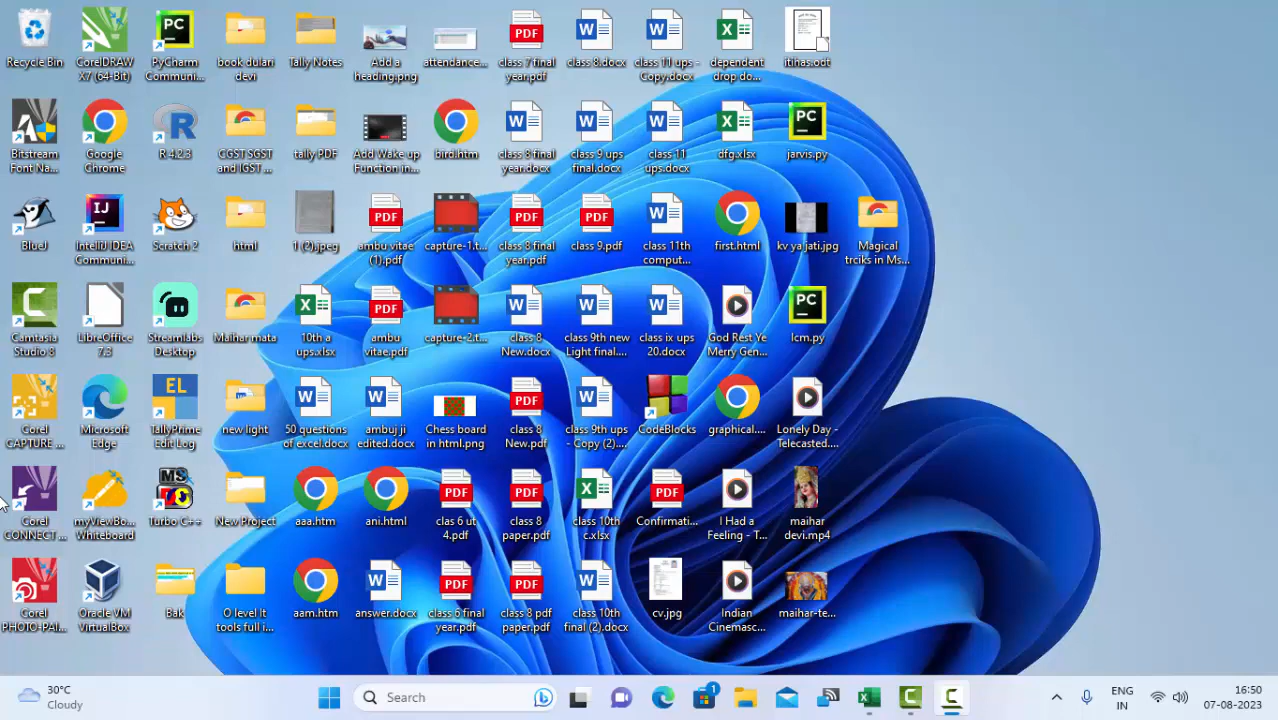 Recycle Bin
CorelDRAW X7 (64-Bit)
PyCharm Communi...
book dulari devi
Tally Notes
Add a heading.png
attendance...
class 7 final year.pdf
class 8.docx
class 11 ups - Copy.docx
dependent drop do...
itihas.odt
Bitstream Font Na...
Google Chrome
R 4.2.3
CGST SGST and IGST ...
tally PDF
Add Wake up Function in...
bird.htm
class 8 final year.docx
class 9 ups final.docx
class 11 ups.docx
dfg.xlsx
jarvis.py
BlueJ
IntelliJ IDEA Communi...
Scratch 2
html
1 (2).jpeg
ambu vitae (1).pdf
capture-1.t...
class 8 final year.pdf
class 9.pdf
class 11th comput...
first.html
kv ya jati.jpg
Magical trciks in Ms...
Camtasia Studio 8
LibreOffice 7.3
Streamlabs Desktop
Maihar mata
10th a ups.xlsx
ambu vitae.pdf
capture-2.t...
class 8 New.docx
class 9th new Light final....
class ix ups 20.docx
God Rest Ye Merry Gen...
lcm.py
Corel CAPTURE ...
Microsoft Edge
TallyPrime Edit Log
new light
50 questions of excel.docx
ambuj ji edited.docx
Chess board in html.png
class 8 New.pdf
class 9th ups - Copy (2)....
CodeBlocks
graphical....
Lonely Day - Telecasted....
Corel CONNECT ...
myViewBo... Whiteboard
Turbo C++
New Project
aaa.htm
ani.html
clas 6 ut 4.pdf
class 8 paper.pdf
class 10th c.xlsx
Confirmati...
I Had a Feeling - T...
maihar devi.mp4
Corel PHOTO-PAI...
Oracle VM VirtualBox
Bak
O level It tools full i...
aam.htm
answer.docx
class 6 final year.pdf
class 8 pdf paper.pdf
class 10th final (2).docx
cv.jpg
Indian Cinemasc...
maihar-te...
30°C
Cloudy
Search
1
ENG
IN
16:50
07-08-2023